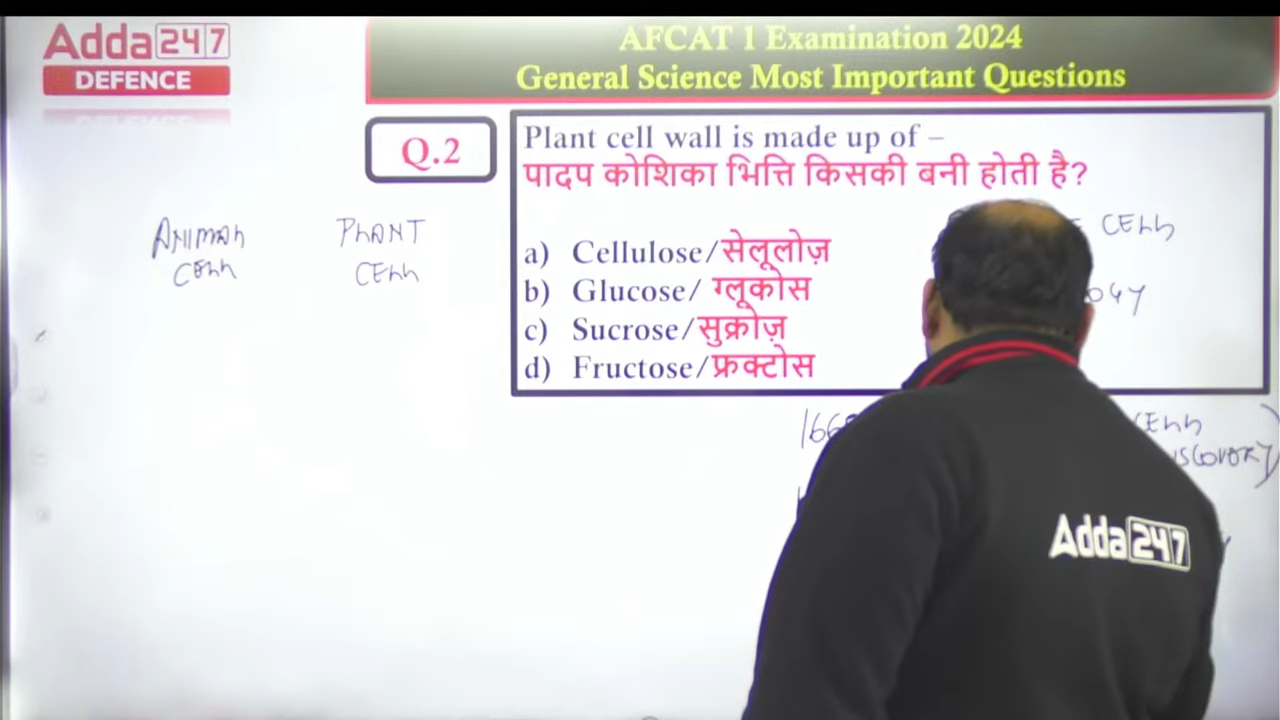 Adda247
DEFENCE
AFCAT 1 Examination 2024
General Science Most Important Questions
Q.2
Plant cell wall is made up of –
पादप कोशिका भित्ति किसकी बनी होती है?
a) Cellulose/सेलूलोज़
b) Glucose/ ग्लूकोस
c) Sucrose/सुक्रोज़
d) Fructose/फ्रक्टोस
ANIMAL
CELL
PLANT
CELL
CELL
CELL
Adda247